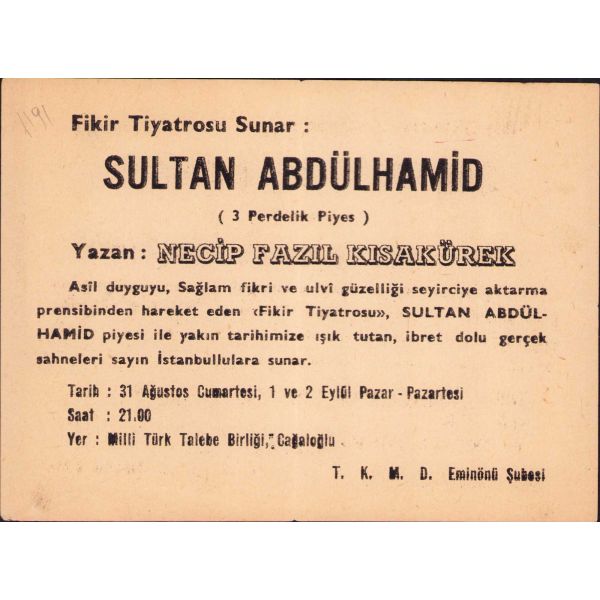 1191
Fikir Tiyatrosu Sunar :
SULTAN ABDÜLHAMİD
( 3 Perdelik Piyes )
Yazan : NECİP FAZIL KISAKÜREK
Asîl duyguyu, Sağlam fikri ve ulvî güzelliği seyirciye aktarma
prensibinden hareket eden «Fikir Tiyatrosu», SULTAN ABDÜL-
HAMİD piyesi ile yakın tarihimize ışık tutan, ibret dolu gerçek
sahneleri sayın İstanbullulara sunar.
Tarih : 31 Ağustos Cumartesi, 1 ve 2 Eylül Pazar - Pazartesi
Saat : 21.00
Yer : Milli Türk Talebe Birliği, Cağaloğlu
T. K. M. D. Eminönü Şubesi